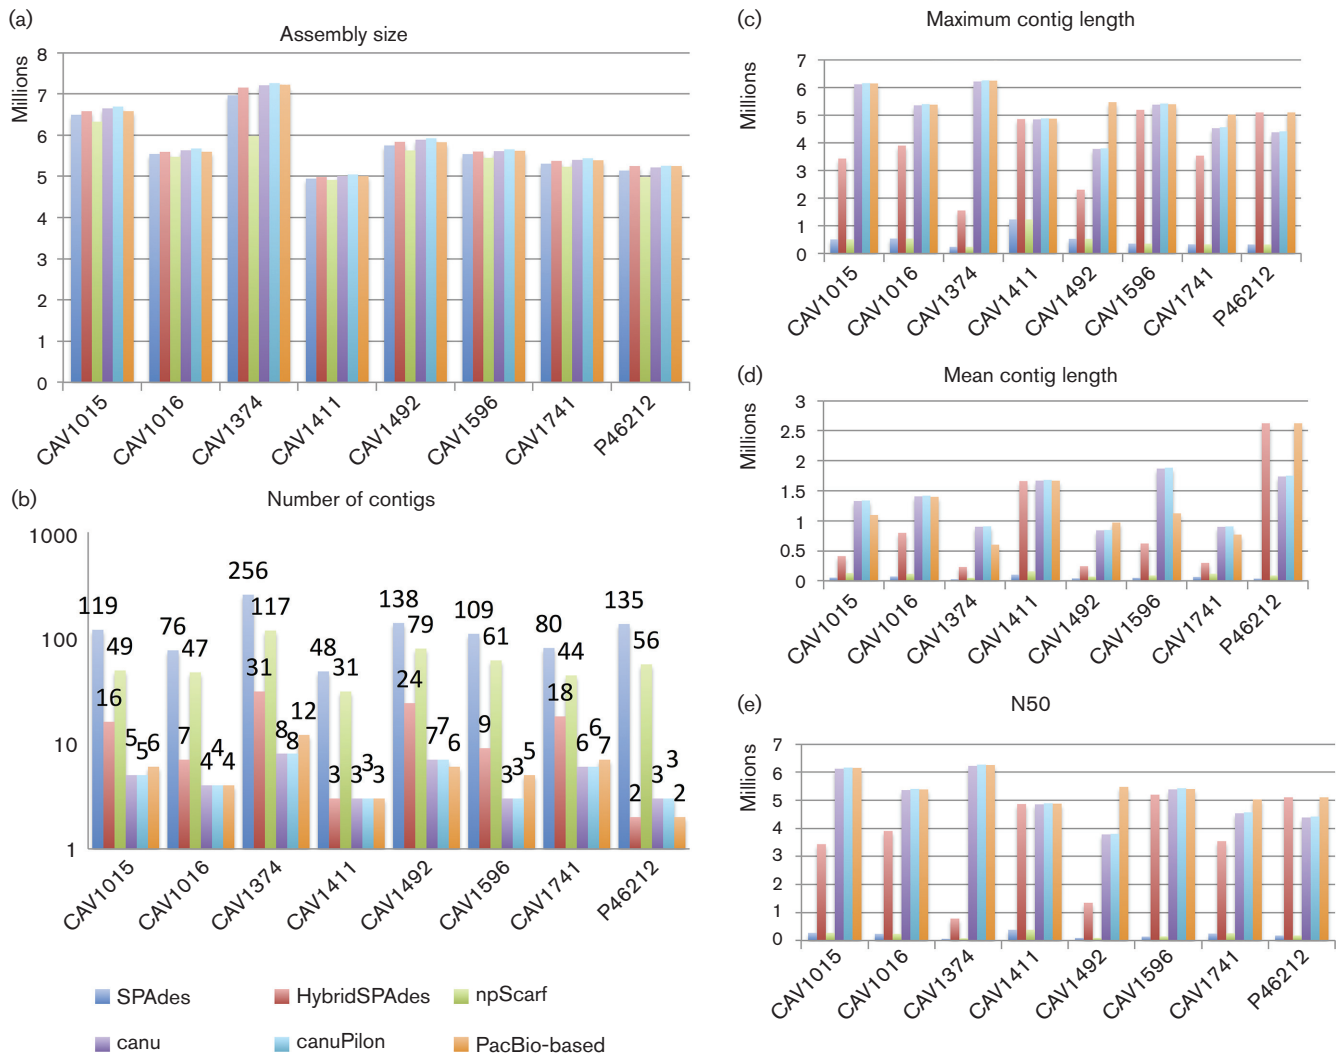 (a)
Assembly size
Millions
8
7
6
5
4
3
2
1
0
CAV1015
CAV1016
CAV1374
CAV1411
CAV1492
CAV1596
CAV1741
P46212
(b)
Number of contigs
1000
100
10
1
119
16
49
5
5
6
76
7
47
4
4
4
256
31
117
8
8
12
48
3
31
3
3
3
138
24
79
7
7
6
109
9
61
3
3
5
80
18
44
6
6
7
135
2
56
3
3
2
CAV1015
CAV1016
CAV1374
CAV1411
CAV1492
CAV1596
CAV1741
P46212
SPAdes
HybridSPAdes
npScarf
canu
canuPilon
PacBio-based
(c)
Maximum contig length
Millions
7
6
5
4
3
2
1
0
CAV1015
CAV1016
CAV1374
CAV1411
CAV1492
CAV1596
CAV1741
P46212
(d)
Mean contig length
Millions
3
2.5
2
1.5
1
0.5
0
CAV1015
CAV1016
CAV1374
CAV1411
CAV1492
CAV1596
CAV1741
P46212
(e)
N50
Millions
7
6
5
4
3
2
1
0
CAV1015
CAV1016
CAV1374
CAV1411
CAV1492
CAV1596
CAV1741
P46212